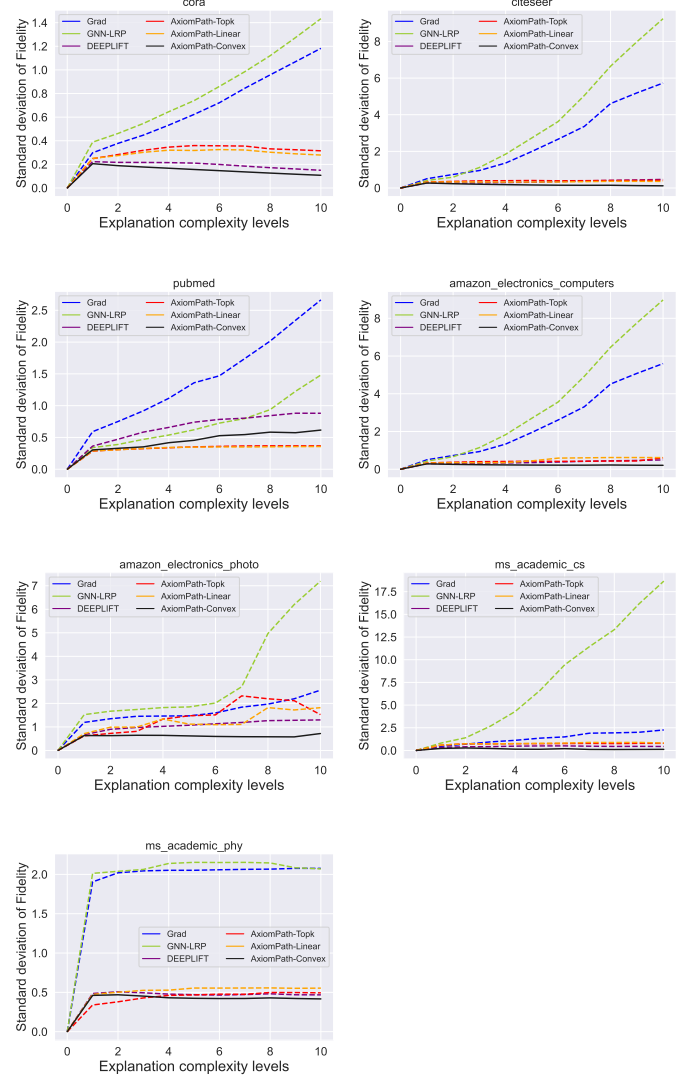 cora
Standard deviation of Fidelity
1.4
1.2
1.0
0.8
0.6
0.4
0.2
0.0
Grad
GNN-LRP
DEEPLIFT
AxiomPath-Topk
AxiomPath-Linear
AxiomPath-Convex
0 2 4 6 8 10
Explanation complexity levels
citeseer
Standard deviation of Fidelity
8
6
4
2
0
Grad
GNN-LRP
DEEPLIFT
AxiomPath-Topk
AxiomPath-Linear
AxiomPath-Convex
0 2 4 6 8 10
Explanation complexity levels
pubmed
Standard deviation of Fidelity
2.5
2.0
1.5
1.0
0.5
0.0
Grad
GNN-LRP
DEEPLIFT
AxiomPath-Topk
AxiomPath-Linear
AxiomPath-Convex
0 2 4 6 8 10
Explanation complexity levels
amazon_electronics_computers
Standard deviation of Fidelity
8
6
4
2
0
Grad
GNN-LRP
DEEPLIFT
AxiomPath-Topk
AxiomPath-Linear
AxiomPath-Convex
0 2 4 6 8 10
Explanation complexity levels
amazon_electronics_photo
Standard deviation of Fidelity
7
6
5
4
3
2
1
0
Grad
GNN-LRP
DEEPLIFT
AxiomPath-Topk
AxiomPath-Linear
AxiomPath-Convex
0 2 4 6 8 10
Explanation complexity levels
ms_academic_cs
Standard deviation of Fidelity
17.5
15.0
12.5
10.0
7.5
5.0
2.5
0.0
Grad
GNN-LRP
DEEPLIFT
AxiomPath-Topk
AxiomPath-Linear
AxiomPath-Convex
0 2 4 6 8 10
Explanation complexity levels
ms_academic_phy
Standard deviation of Fidelity
2.0
1.5
1.0
0.5
0.0
Grad
GNN-LRP
DEEPLIFT
AxiomPath-Topk
AxiomPath-Linear
AxiomPath-Convex
0 2 4 6 8 10
Explanation complexity levels